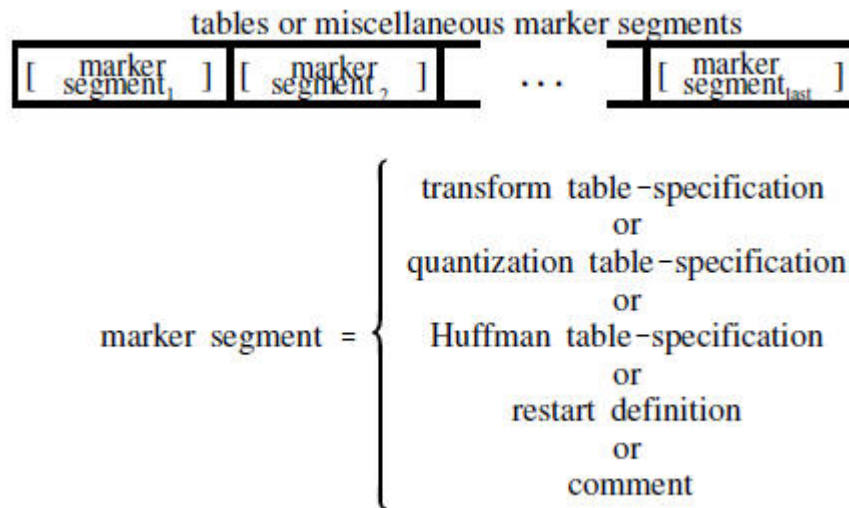 tables or miscellaneous marker segments
[ marker segment₁ ] [ marker segment₂ ] ... [ marker segment_last ]
transform table-specification
or
quantization table-specification
or
marker segment = Huffman table-specification
or
restart definition
or
comment